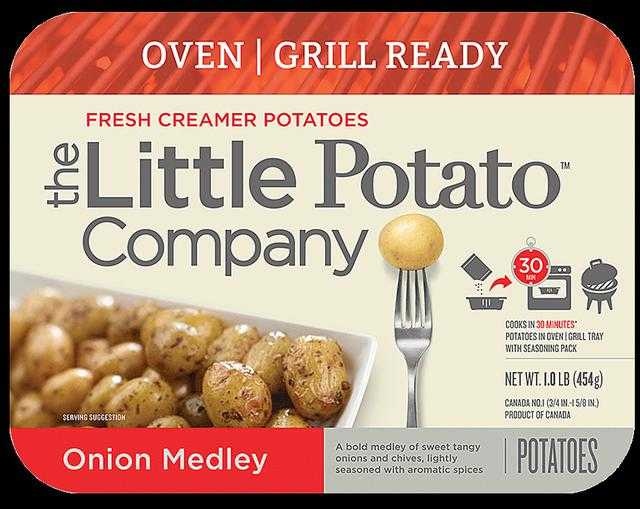 OVEN | GRILL READY
FRESH CREAMER POTATOES
the Little Potato™
Company
30
MIN
COOKS IN 30 MINUTES*
POTATOES IN OVEN | GRILL TRAY
WITH SEASONING PACK
NET WT. 1.0 LB (454g)
CANADA NO.1 (3/4 IN.-1 5/8 IN.)
PRODUCT OF CANADA
SERVING SUGGESTION
Onion Medley
A bold medley of sweet tangy
onions and chives, lightly
seasoned with aromatic spices
POTATOES